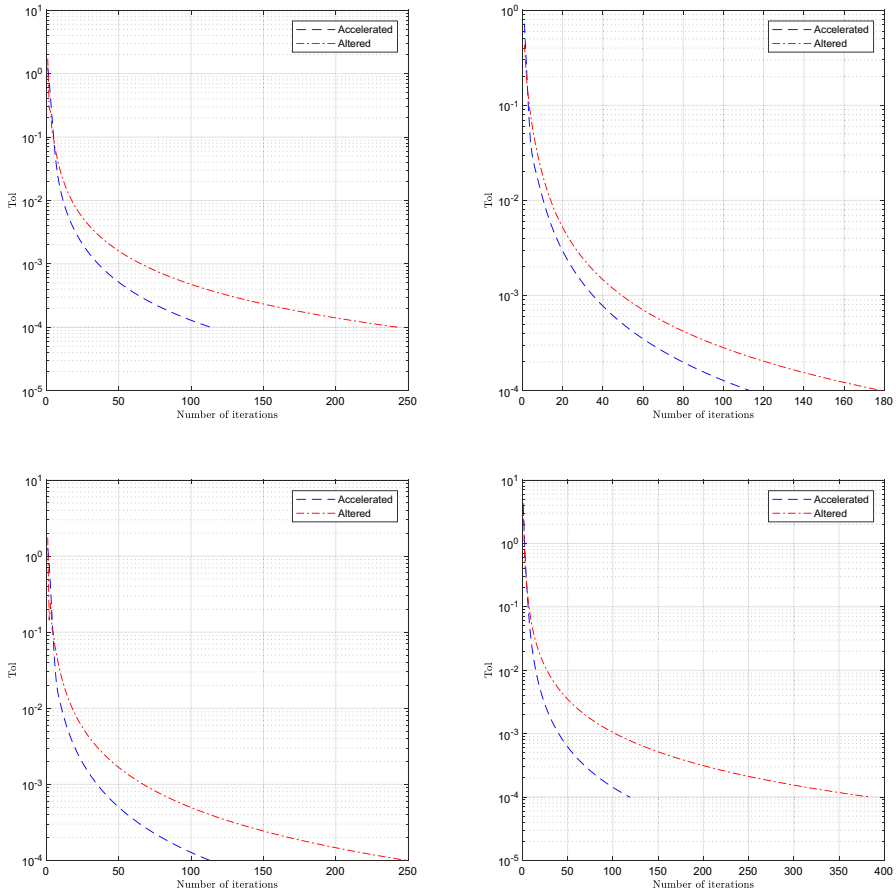 10^1
10^0
10^-1
10^-2
10^-3
10^-4
10^-5
Tol
0 50 100 150 200 250
Number of iterations
Accelerated
Altered
10^0
10^-1
10^-2
10^-3
10^-4
Tol
0 20 40 60 80 100 120 140 160 180
Number of iterations
Accelerated
Altered
10^1
10^0
10^-1
10^-2
10^-3
10^-4
Tol
0 50 100 150 200 250
Number of iterations
Accelerated
Altered
10^1
10^0
10^-1
10^-2
10^-3
10^-4
10^-5
Tol
0 50 100 150 200 250 300 350 400
Number of iterations
Accelerated
Altered